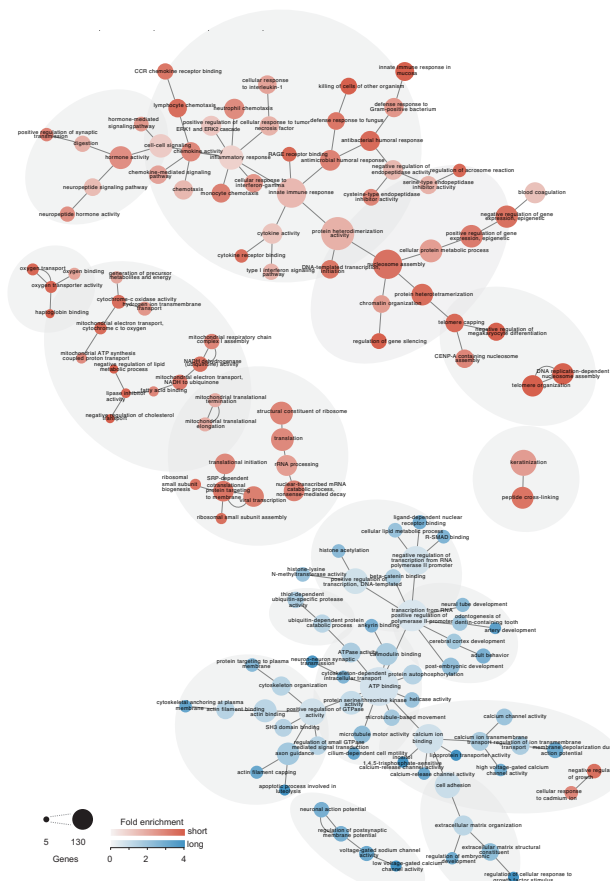 innate immune response in
mucosa
CCR chemokine receptor binding
cellular response
to interleukin-1
killing of cells of other organism
lymphocyte chemotaxis
neutrophil chemotaxis
defense response to
Gram-positive bacterium
hormone-mediated
signaling pathway
positive regulation of
ERK1 and ERK2 cascade
cellular response to tumor
necrosis factor
defense response to fungus
positive regulation of synaptic
transmission
digestion
cell-cell signaling
chemokine activity
antibacterial humoral response
hormone activity
inflammatory response
RAGE receptor binding
antimicrobial humoral response
chemokine-mediated signaling
pathway
negative regulation of
endopeptidase activity
regulation of acrosome reaction
serine-type endopeptidase
inhibitor activity
neuropeptide signaling pathway
chemotaxis
monocyte chemotaxis
cellular response to
interferon-gamma
innate immune response
cysteine-type endopeptidase
inhibitor activity
blood coagulation
neuropeptide hormone activity
negative regulation of gene
expression, epigenetic
cytokine activity
protein heterodimerization
activity
positive regulation of gene
expression, epigenetic
cellular protein metabolic process
cytokine receptor binding
type I interferon signaling
pathway
DNA-templated transcription,
initiation
nucleosome assembly
oxygen transport
oxygen binding
oxygen transporter activity
haptoglobin binding
generation of precursor
metabolites and energy
cytochrome-c oxidase activity
hydrogen ion transmembrane
transport
protein heterotetramerization
chromatin organization
mitochondrial electron transport,
cytochrome c to oxygen
telomere capping
negative regulation of
megakaryocyte differentiation
regulation of gene silencing
mitochondrial respiratory chain
complex I assembly
mitochondrial ATP synthesis
coupled proton transport
negative regulation of lipid
metabolic process
NADH dehydrogenase
(ubiquinone) activity
CENP-A containing nucleosome
assembly
mitochondrial electron transport,
NADH to ubiquinone
DNA replication-dependent
nucleosome assembly
telomere organization
lipase inhibitor
activity
fatty acid binding
mitochondrial translational
termination
negative regulation of cholesterol
transport
mitochondrial translational
elongation
structural constituent of ribosome
translation
translational initiation
rRNA processing
keratinization
ribosomal
small subunit
biogenesis
SRP-dependent
cotranslational
protein targeting
to membrane
viral transcription
nuclear-transcribed mRNA
catabolic process,
nonsense-mediated decay
peptide cross-linking
ribosomal small subunit assembly
ligand-dependent nuclear
receptor binding
cellular lipid metabolic process
R-SMAD binding
histone acetylation
negative regulation of
transcription from RNA
polymerase II promoter
histone-lysine
N-methyltransferase activity
beta-catenin binding
positive regulation of
transcription, DNA-templated
thiol-dependent
ubiquitin-specific protease
activity
neural tube development
transcription from RNA
positive regulation of
polymerase II promoter
odontogenesis of
dentin-containing tooth
artery development
ubiquitin-dependent protein
catabolic process
ankyrin binding
cerebral cortex development
ATPase activity
calmodulin binding
adult behavior
neuron-neuron synaptic
transmission
protein targeting to plasma
membrane
post-embryonic development
cytoskeleton-dependent
intracellular transport
protein autophosphorylation
cytoskeleton organization
ATP binding
protein serine/threonine kinase
activity
helicase activity
cytoskeletal anchoring at plasma
membrane
actin filament binding
actin binding
positive regulation of GTPase
activity
microtubule-based movement
calcium channel activity
SH3 domain binding
microtubule motor activity
calcium ion
binding
calcium ion transmembrane
transport
regulation of ion transmembrane
transport
membrane depolarization during
action potential
regulation of small GTPase
mediated signal transduction
axon guidance
cilium-dependent cell motility
inositol
1,4,5-trisphosphate-sensitive
calcium-release channel activity
lipoprotein transporter activity
high voltage-gated calcium
channel activity
actin filament capping
calcium-release channel activity
negative regulation
of growth
cellular response
to cadmium ion
apoptotic process involved in
luteolysis
cell adhesion
neuronal action potential
extracellular matrix organization
regulation of postsynaptic
membrane potential
voltage-gated sodium channel
activity
low voltage-gated calcium
channel activity
extracellular matrix structural
constituent
regulation of embryonic
development
regulation of cellular response to
growth factor stimulus
5 130
Genes
Fold enrichment
short
long
0 2 4